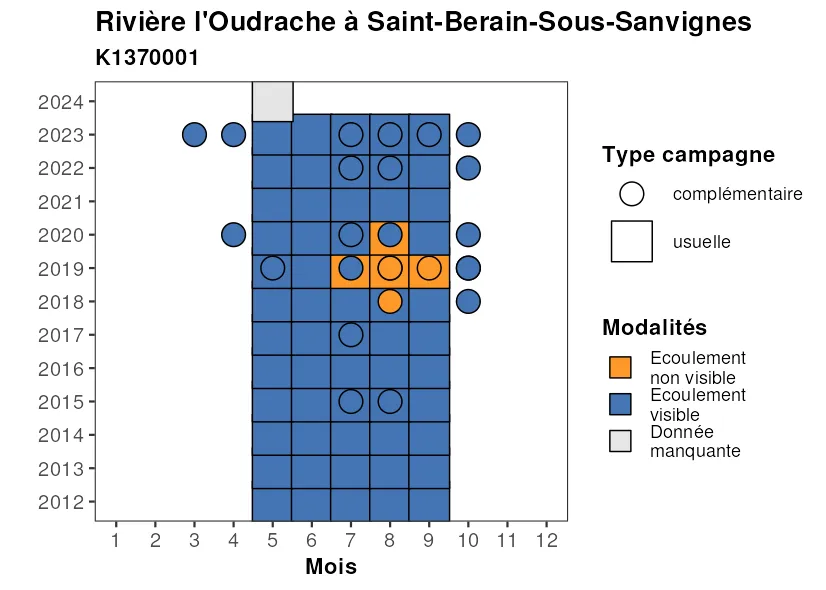 Rivière l'Oudrache à Saint-Berain-Sous-Sanvignes
K1370001
2024
2023
2022
2021
2020
2019
2018
2017
2016
2015
2014
2013
2012
1 2 3 4 5 6 7 8 9 10 11 12
Mois
Type campagne
complémentaire
usuelle
Modalités
Ecoulement
non visible
Ecoulement
visible
Donnée
manquante